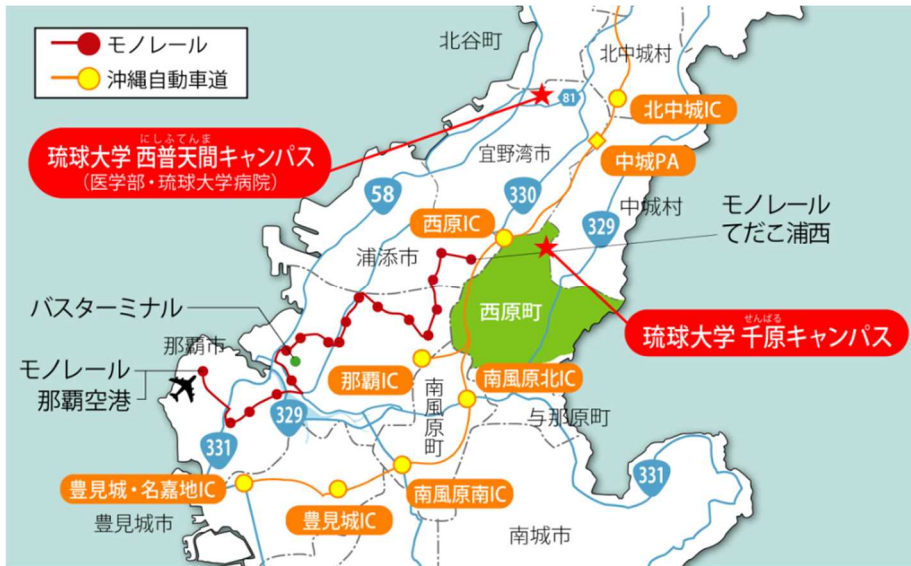 モノレール
沖縄自動車道
北谷町
北中城村
81
北中城IC
にしふてんま
琉球大学 西普天間キャンパス
（医学部・琉球大学病院）
宜野湾市
中城PA
58
330
中城村
329
西原IC
モノレール
てだこ浦西
浦添市
バスターミナル
西原町
せんばる
琉球大学 千原キャンパス
那覇市
モノレール
那覇空港
那覇IC
南風原北IC
南風原町
与那原町
329
331
331
豊見城・名嘉地IC
南風原南IC
豊見城IC
豊見城市
南城市